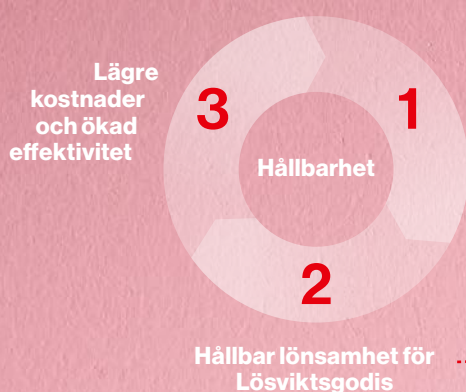 Lägre
kostnader
och ökad
effektivitet
3
1
Hållbarhet
2
Hållbar lönsamhet för
Lösviktsgodis